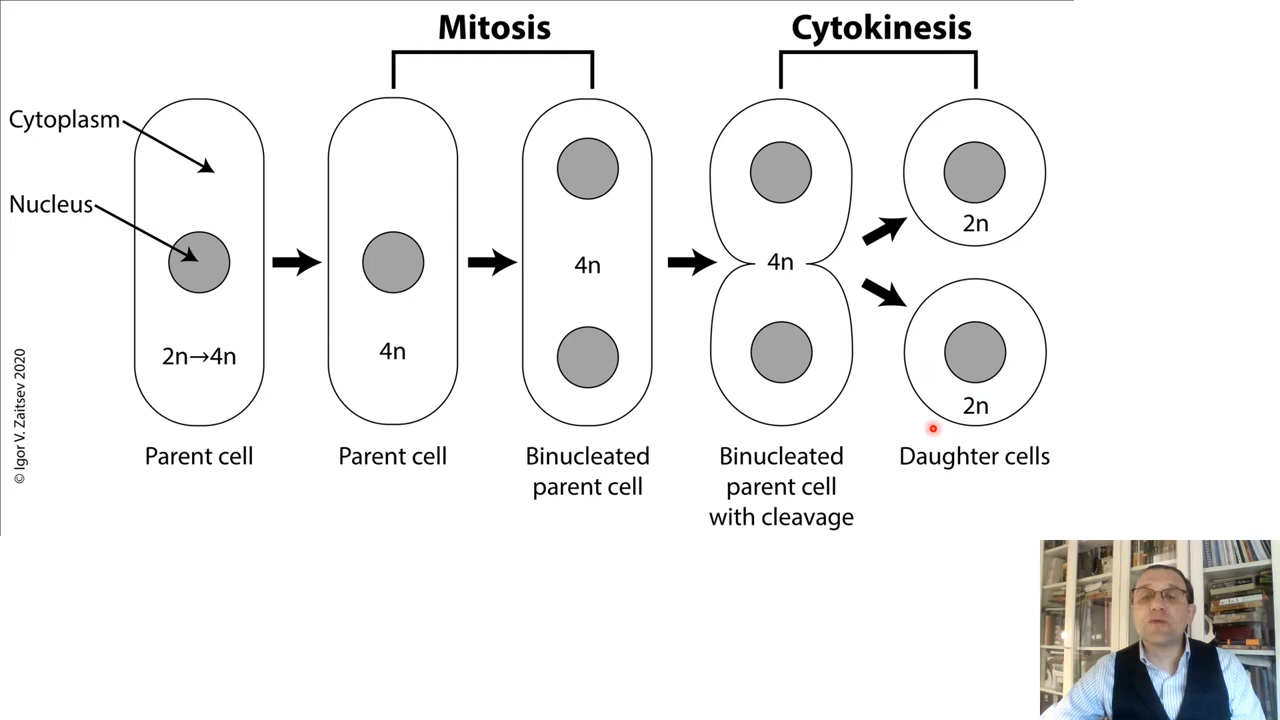 Mitosis
Cytokinesis
Cytoplasm
Nucleus
2n→4n
4n
4n
4n
2n
2n
Parent cell
Parent cell
Binucleated
parent cell
Binucleated
parent cell
with cleavage
Daughter cells
© Igor V. Zaitsev 2020